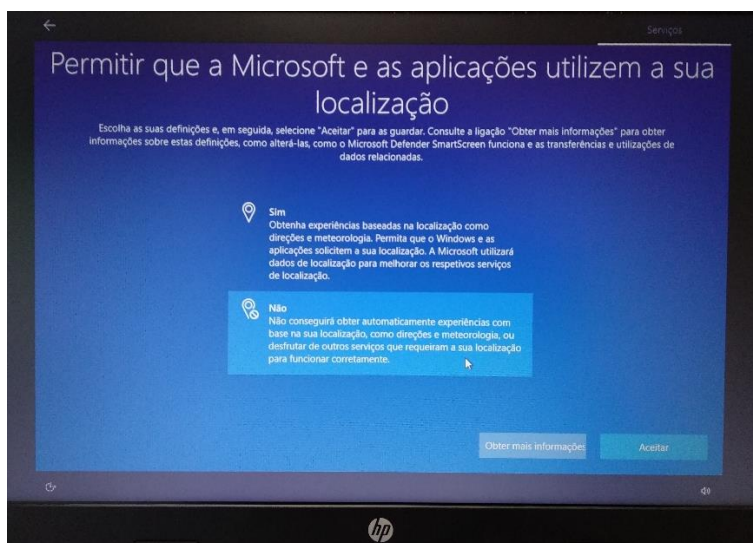 Serviços
Permitir que a Microsoft e as aplicações utilizem a sua
localização
Escolha as suas definições e, em seguida, selecione "Aceitar" para as guardar. Consulte a ligação "Obter mais informações" para obter
informações sobre estas definições, como alterá-las, como o Microsoft Defender SmartScreen funciona e as transferências e utilizações de
dados relacionadas.
Sim
Obtenha experiências baseadas na localização como
direções e meteorologia. Permita que o Windows e as
aplicações solicitem a sua localização. A Microsoft utilizará
dados de localização para melhorar os respetivos serviços
de localização.
Não
Não conseguirá obter automaticamente experiências com
base na sua localização, como direções e meteorologia, ou
desfrutar de outros serviços que requeiram a sua localização
para funcionar corretamente.
Obter mais informações
Aceitar
hp